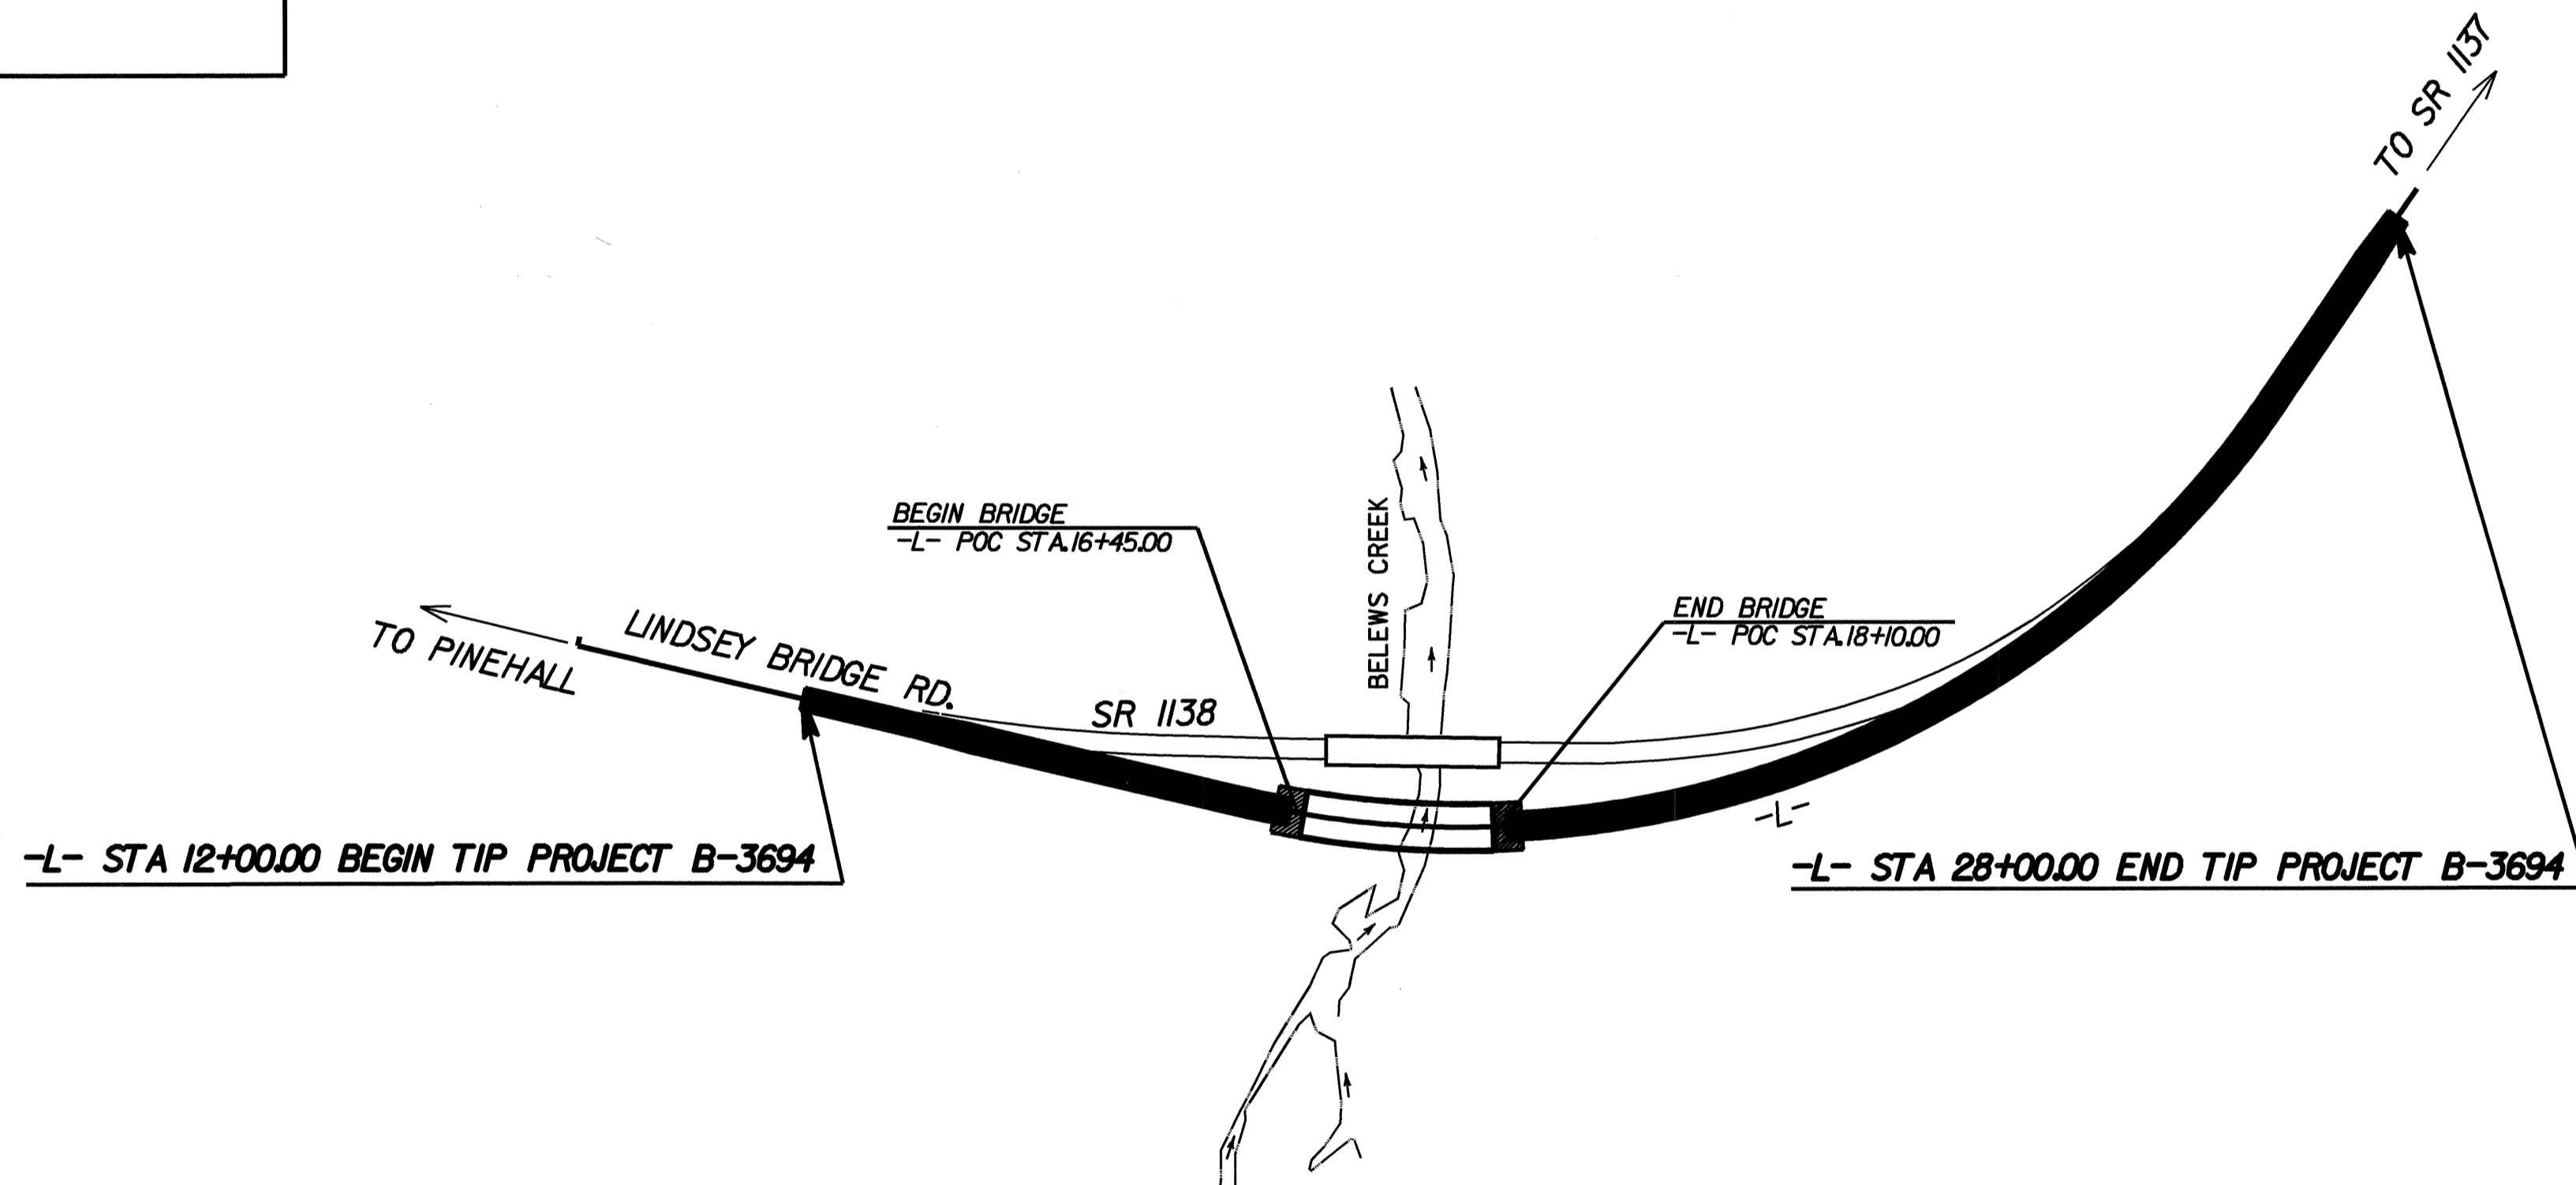 TO SR 1137
BEGIN BRIDGE
-L- POC STA.16+45.00
BELEWS CREEK
END BRIDGE
-L- POC STA.18+10.00
TO PINEHALL
LINDSEY BRIDGE RD.
SR 1138
-L-
-L- STA 12+00.00 BEGIN TIP PROJECT B-3694
-L- STA 28+00.00 END TIP PROJECT B-3694